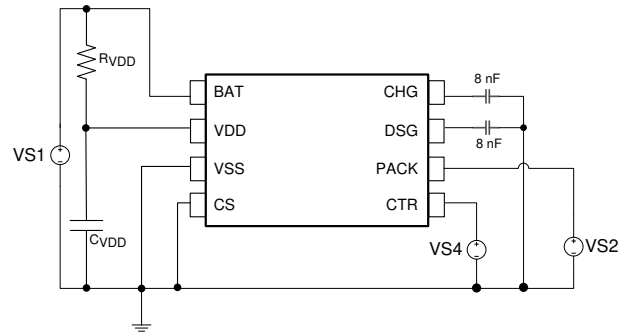 RVDD
BAT
CHG
8 nF
VDD
DSG
8 nF
VS1
VSS
PACK
CS
CTR
CVDD
VS4
VS2